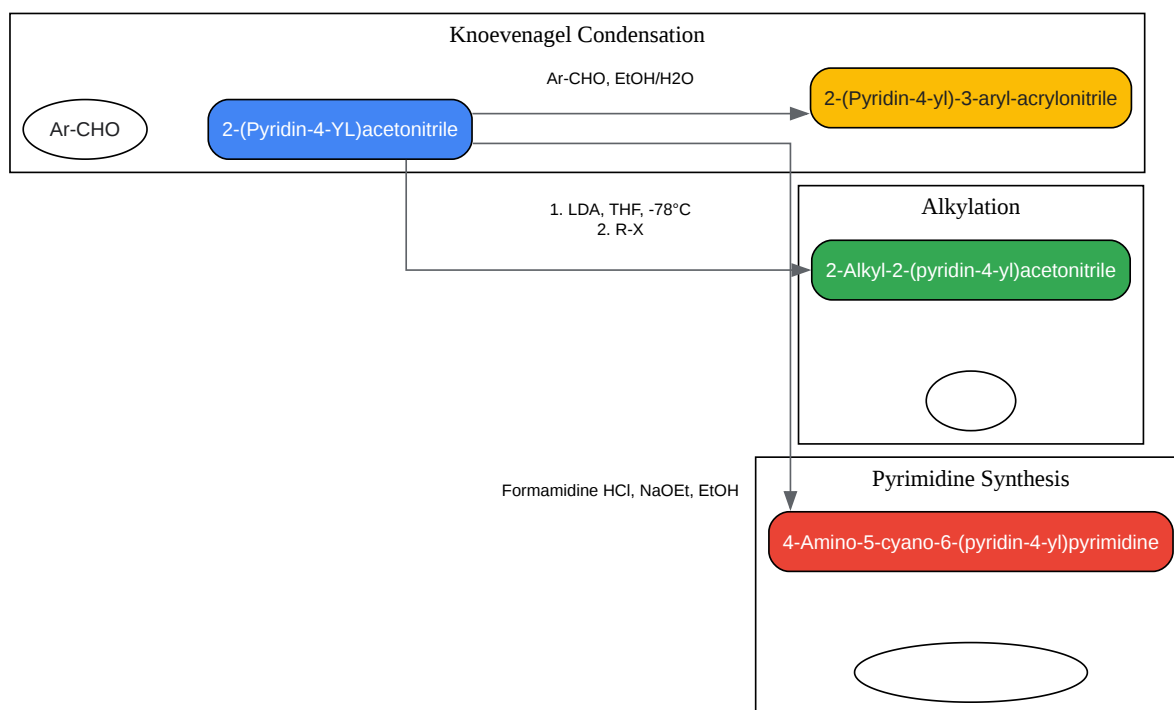 Knoevenagel Condensation
Ar-CHO
2-(Pyridin-4-YL)acetonitrile
Ar-CHO, EtOH/H2O
2-(Pyridin-4-yl)-3-aryl-acrylonitrile
1. LDA, THF, -78°C
2. R-X
Alkylation
2-Alkyl-2-(pyridin-4-yl)acetonitrile
Formamidine HCl, NaOEt, EtOH
Pyrimidine Synthesis
4-Amino-5-cyano-6-(pyridin-4-yl)pyrimidine